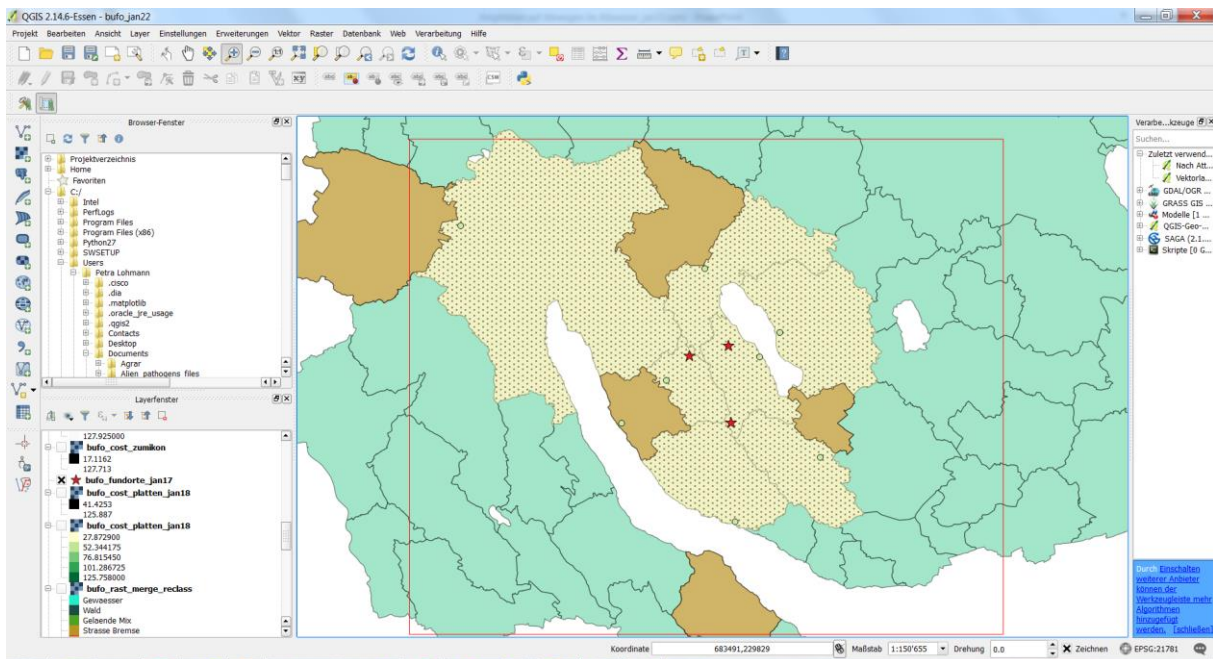 QGIS 2.14.6-Essen - bufo_jan22
Projekt Bearbeiten Ansicht Layer Einstellungen Erweiterungen Vektor Raster Datenbank Web Verarbeitung Hilfe
Browser-Fenster
Projektverzeichnis
Home
Favoriten
C:/
Intel
PerfLogs
Program Files
Program Files (x86)
Python27
SWSETUP
Users
Petra Lohmann
.cisco
.dia
.matplotlib
.oracle_jre_usage
.qgis2
Contacts
Desktop
Documents
Agrar
Alien_pathogens_files
Layerfenster
127.925000
bufo_cost_zumikon
17.1162
127.713
bufo_fundorte_jan17
bufo_cost_platten_jan18
41.4253
125.887
bufo_cost_platten_jan18
27.872900
52.344175
76.815450
101.286725
125.758000
bufo_rast_merge_reclass
Gewaesser
Wald
Gelaende Mix
Strasse Bremse
Verarbe...kzeuge
Suchen...
Zuletzt verwend...
Nach Att...
Vektorla...
GDAL/OGR ...
GRASS GIS ...
Modelle [1 ...
QGIS-Geo-...
SAGA (2.1....
Skripte [0 G...
Durch Einschalten
weiterer Anbieter
können der
Werkzeugleiste mehr
Algorithmen
hinzugefügt
werden. [schließen]
Koordinate 683491,229829 Maßstab 1:150'655 Drehung 0.0 Zeichnen EPSG:21781